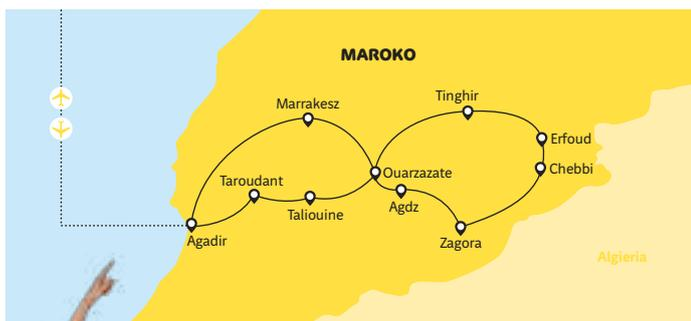 MAROKO
Tinghir
Marrakesz
Erfoud
Chebbi
Ouarzazate
Taroudant
Agdz
Taliouine
Agadir
Zagora
Algieria